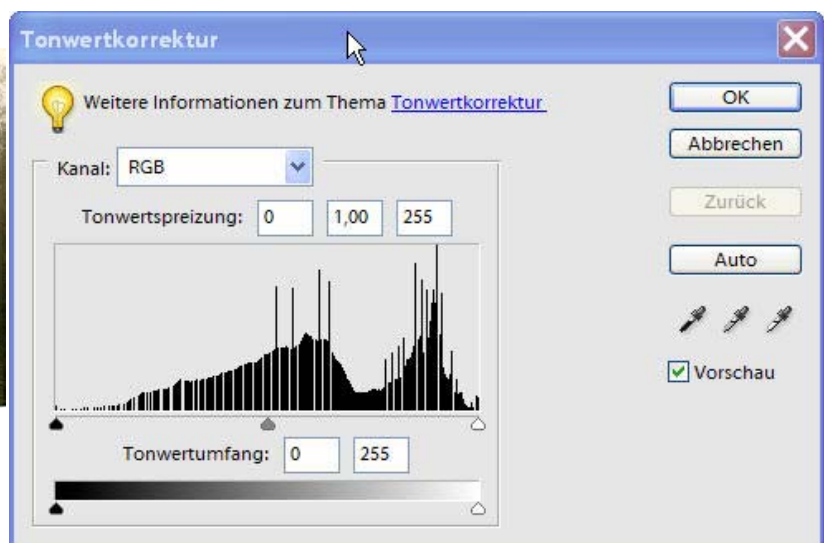 Tonwertkorrektur
Weitere Informationen zum Thema Tonwertkorrektur
OK
Abbrechen
Kanal: RGB
Zurück
Tonwertspreizung: 0 1,00 255
Auto
Vorschau
Tonwertumfang: 0 255